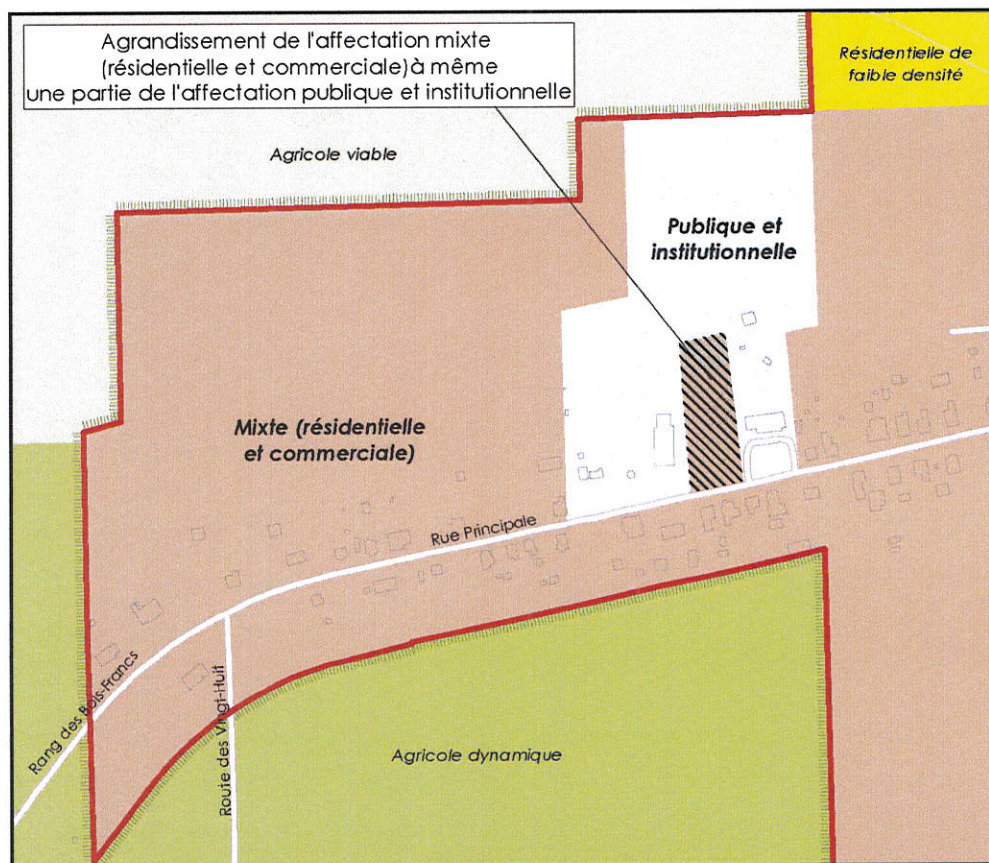 Agrandissement de l'affectation mixte
(résidentielle et commerciale)à même
une partie de l'affectation publique et institutionnelle
Résidentielle de
faible densité
Agricole viable
Publique et
institutionnelle
Mixte (résidentielle
et commerciale)
Rue Principale
Rang des Bois-Francs
Route des Vingt-Huit
Agricole dynamique